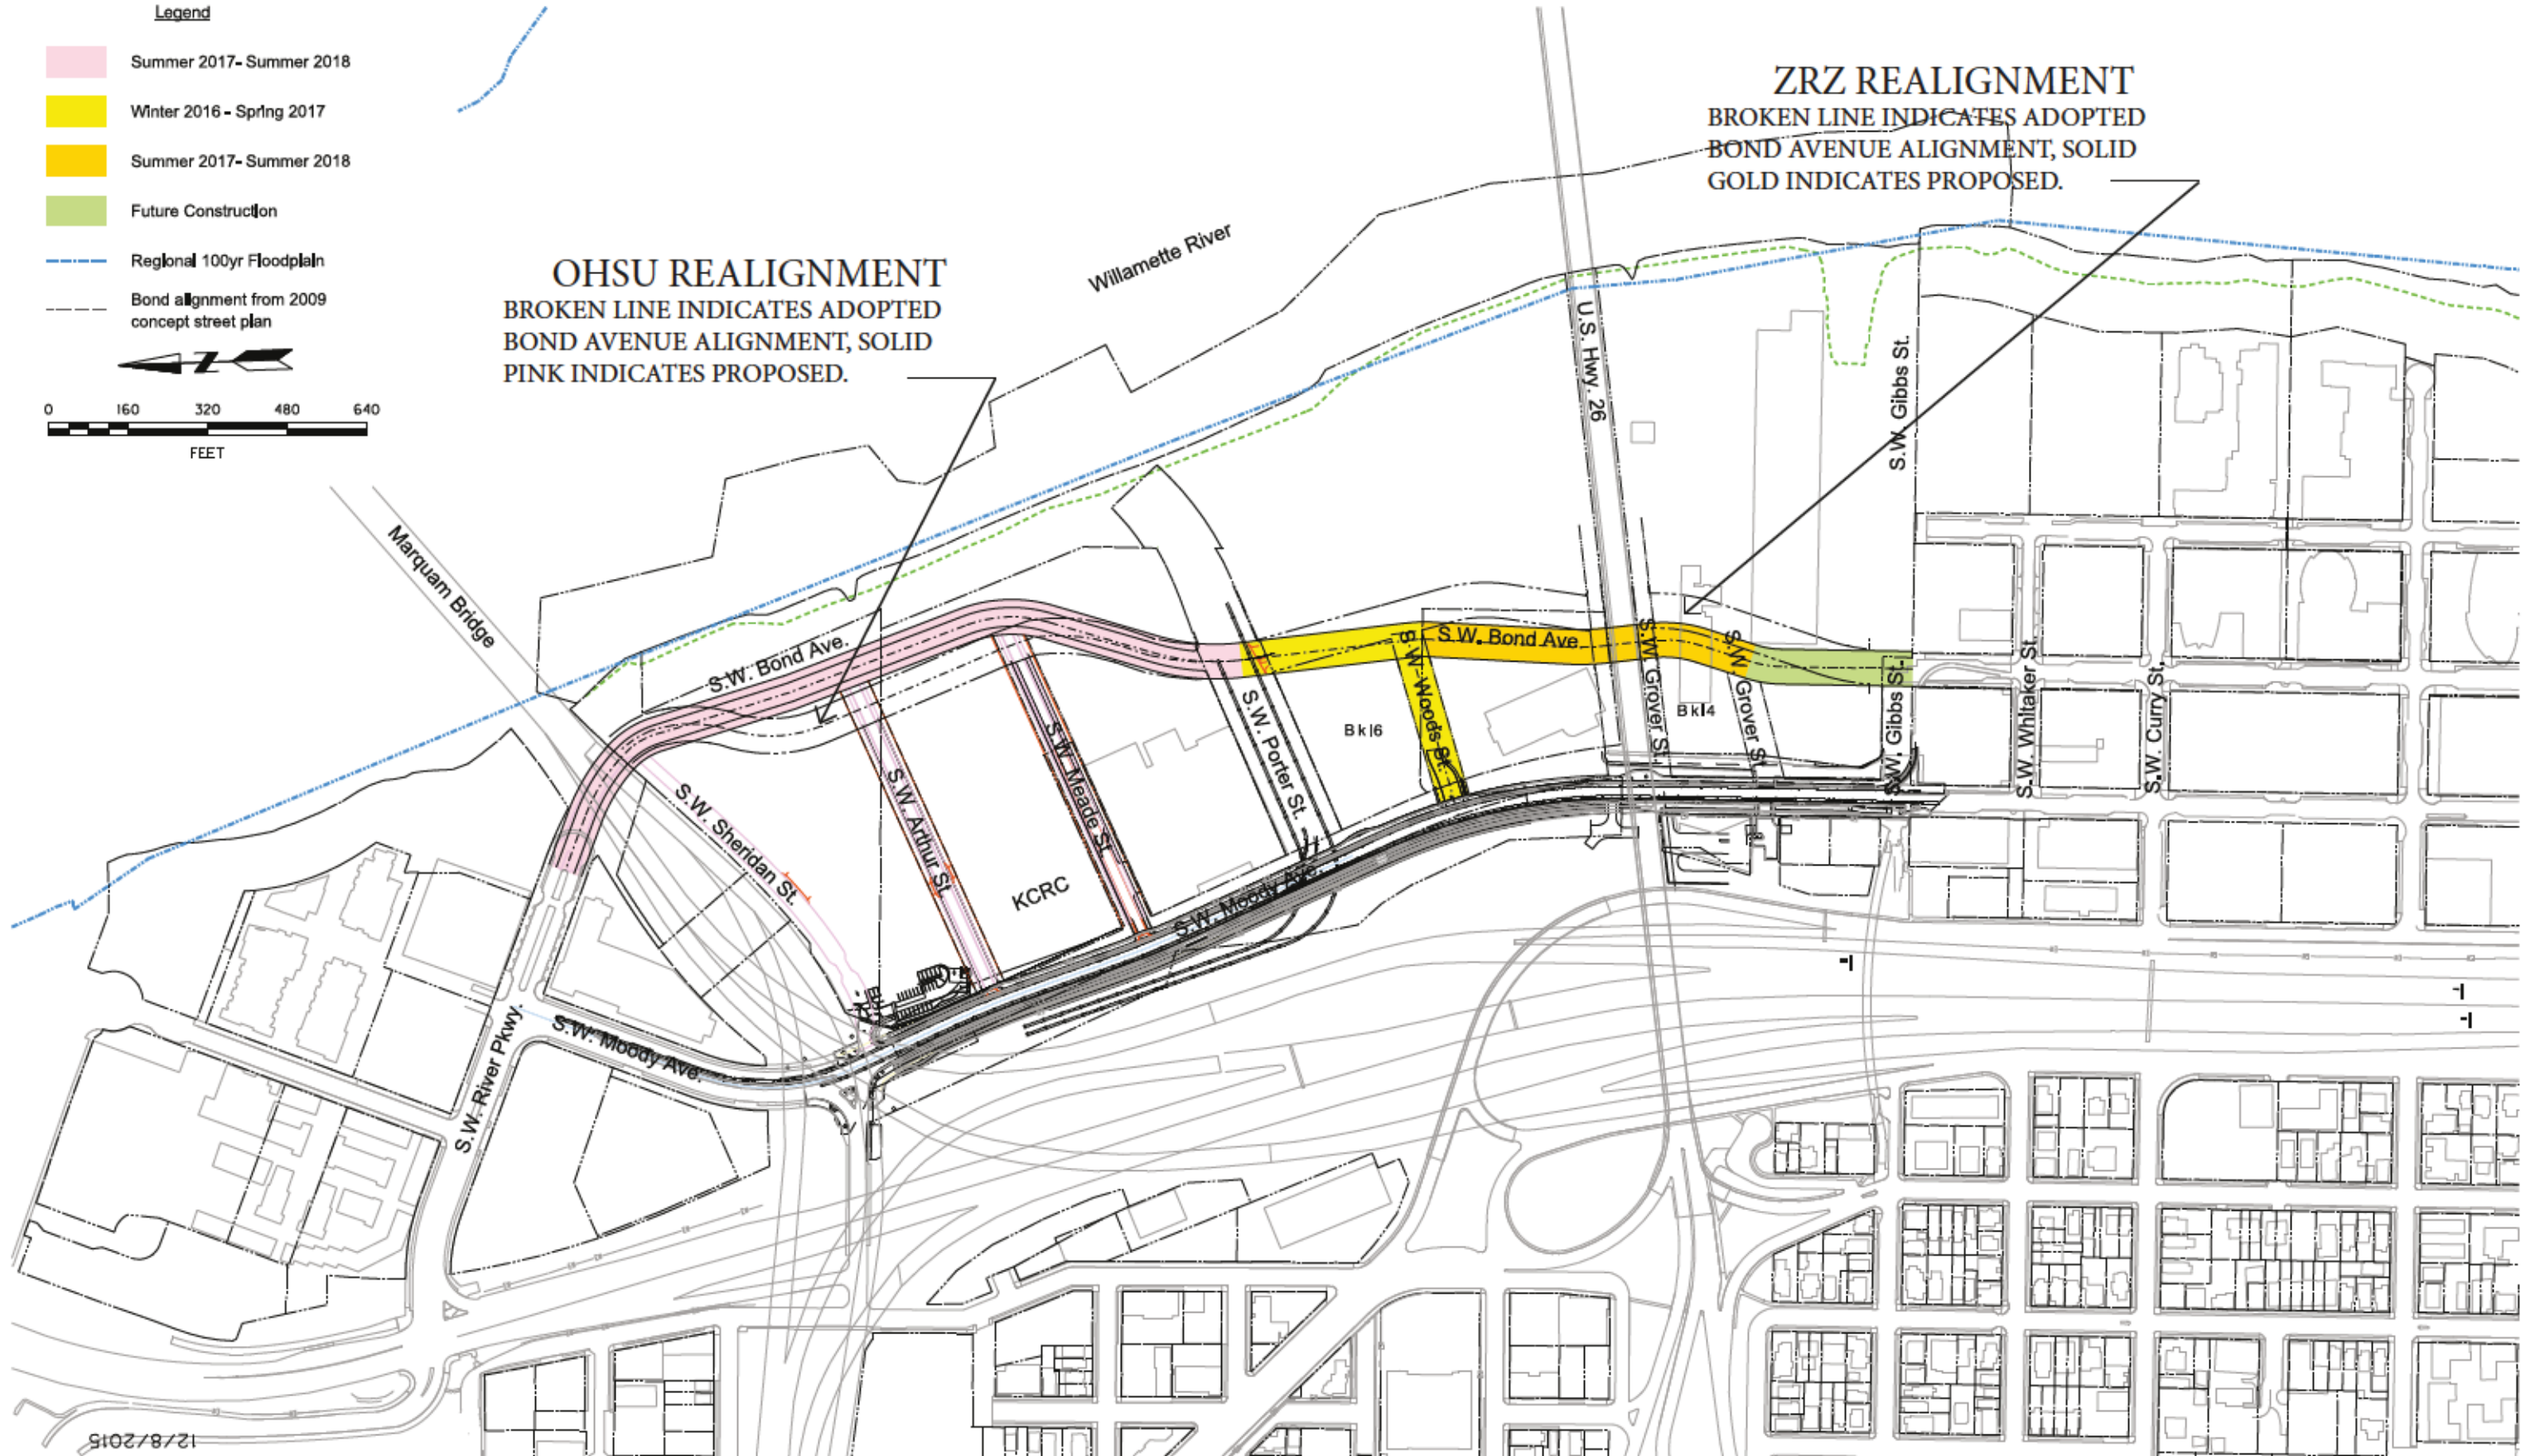 Legend
Summer 2017- Summer 2018
Winter 2016 - Spring 2017
Summer 2017- Summer 2018
Future Construction
Regional 100yr Floodplain
Bond alignment from 2009
concept street plan
Z
0 160 320 480 640
FEET
OHSU REALIGNMENT
BROKEN LINE INDICATES ADOPTED
BOND AVENUE ALIGNMENT, SOLID
PINK INDICATES PROPOSED.
ZRZ REALIGNMENT
BROKEN LINE INDICATES ADOPTED
BOND AVENUE ALIGNMENT, SOLID
GOLD INDICATES PROPOSED.
Willamette River
U.S. Hwy. 26
S.W. Gibbs St.
Marquam Bridge
S.W. Bond Ave.
S.W. Bond Ave.
S.W. Sheridan St.
S.W. Arthur St.
S.W. Meade St.
S.W. Porter St.
S.W. Woods St.
S.W. Grover St.
S.W. Grover St.
S.W. Gibbs St.
S.W. Whitaker St.
S.W. Curry St.
Bkl6
Bkl4
KCRC
S.W. Moody Ave.
S.W. Moody Ave.
S.W. River Pkwy.
12/8/2015